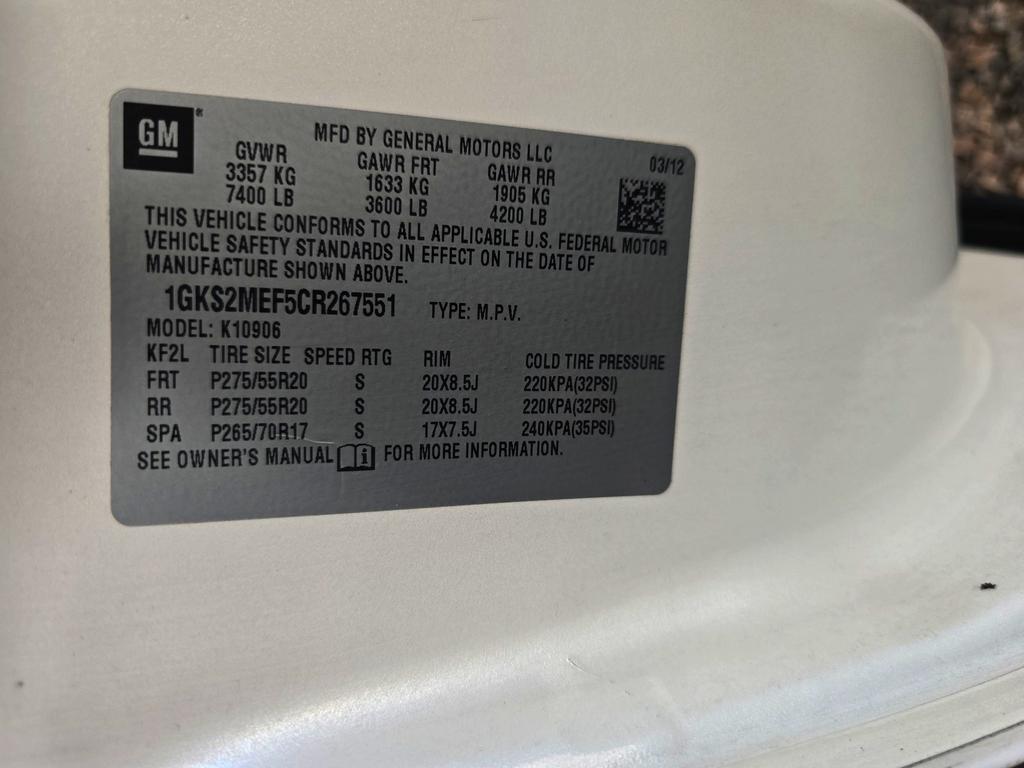 GM
MFD BY GENERAL MOTORS LLC
03/12
GVWR GAWR FRT GAWR RR
3357 KG 1633 KG 1905 KG
7400 LB 3600 LB 4200 LB
THIS VEHICLE CONFORMS TO ALL APPLICABLE U.S. FEDERAL MOTOR
VEHICLE SAFETY STANDARDS IN EFFECT ON THE DATE OF
MANUFACTURE SHOWN ABOVE.
1GKS2MEF5CR267551 TYPE: M.P.V.
MODEL: K10906
KF2L TIRE SIZE SPEED RTG RIM COLD TIRE PRESSURE
FRT P275/55R20 S 20X8.5J 220KPA(32PSI)
RR P275/55R20 S 20X8.5J 220KPA(32PSI)
SPA P265/70R17 S 17X7.5J 240KPA(35PSI)
SEE OWNER'S MANUAL FOR MORE INFORMATION.